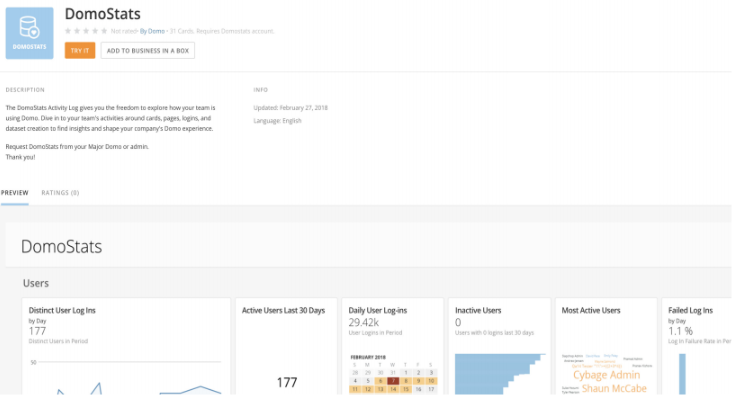 DomoStats
Not rated• By Domo • 31 Cards. Requires Domostats account.
DOMOSTATS
TRY IT
ADD TO BUSINESS IN A BOX
DESCRIPTION
INFO
The DomoStats Activity Log gives you the freedom to explore how your team is
using Domo. Dive in to your team's activities around cards, pages, logins, and
dataset creation to find insights and shape your company's Domo experience.
Request DomoStats from your Major Domo or admin.
Thank you!
Updated: February 27, 2018
Language: English
PREVIEW
RATINGS (0)
DomoStats
Users
Distinct User Log Ins
by Day
177
Distinct Users in Period
50
Active Users Last 30 Days
177
Daily User Log-ins
29.42k
User Logins in Period
FEBRUARY 2018
S M T W T F S
28 29 30 31 1 2 3
4 5 6 7 8 9 10
11 12 13 14 15 16 17
Inactive Users
0
Users with 0 logins last 30 days
Most Active Users
Cybage Admin
Shaun McCabe
Failed Log Ins
by Day
1.1 %
Log In Failure Rate in Per